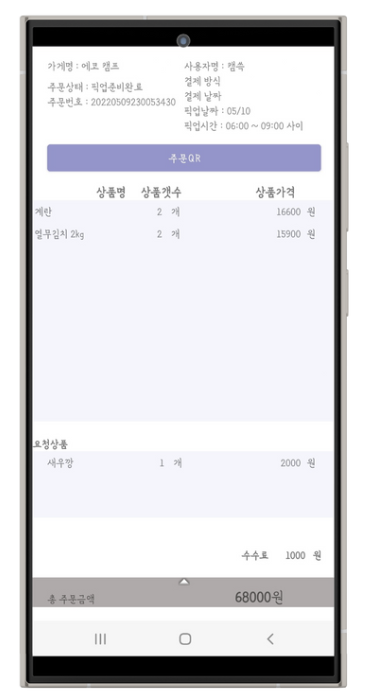 가게명 : 에코 캠프
사용자명 : 캡쪽
주문상태 : 픽업준비완료
결제 방식
주문번호 : 20220509230053430
결제 날짜
픽업날짜 : 05/10
픽업시간 : 06:00 ~ 09:00 사이
주문QR
상품명 상품갯수 상품가격
계란 2 개 16600 원
열무김치 2kg 2 개 15900 원
요청상품
새우깡 1 개 2000 원
수수료 1000 원
총 주문금액 68000원